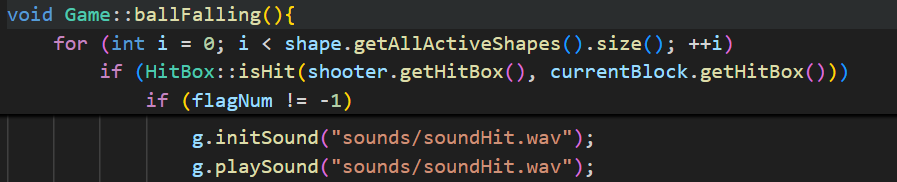 void Game::ballFalling(){
for (int i = 0; i < shape.getAllActiveShapes().size(); ++i)
if (HitBox::isHit(shooter.getHitBox(), currentBlock.getHitBox()))
if (flagNum != -1)
g.initSound("sounds/soundHit.wav");
g.playSound("sounds/soundHit.wav");